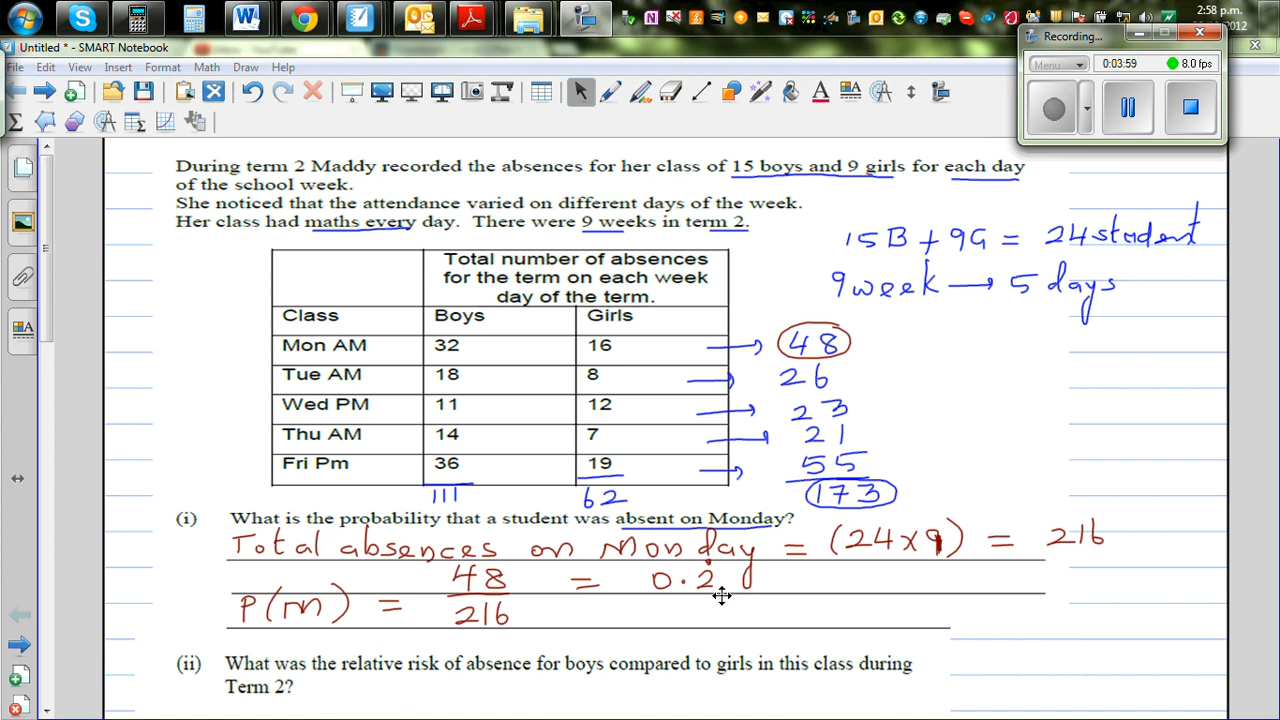 2:58 p.m.
2012
Untitled * - SMART Notebook
Recording...
File Edit View Insert Format Math Draw Help
Menu 0:03:59 8.0 fps
During term 2 Maddy recorded the absences for her class of 15 boys and 9 girls for each day
of the school week.
She noticed that the attendance varied on different days of the week.
Her class had maths every day. There were 9 weeks in term 2.
15B + 9G = 24 student
9 week → 5 days
Total number of absences
for the term on each week
day of the term.
Class Boys Girls
Mon AM 32 16 → 48
Tue AM 18 8 → 26
Wed PM 11 12 → 23
Thu AM 14 7 → 21
Fri Pm 36 19 → 55
111 62 173
(i) What is the probability that a student was absent on Monday?
Total absences on Monday = (24x9) = 216
P(m) = 48/216 = 0.2̇
(ii) What was the relative risk of absence for boys compared to girls in this class during
Term 2?